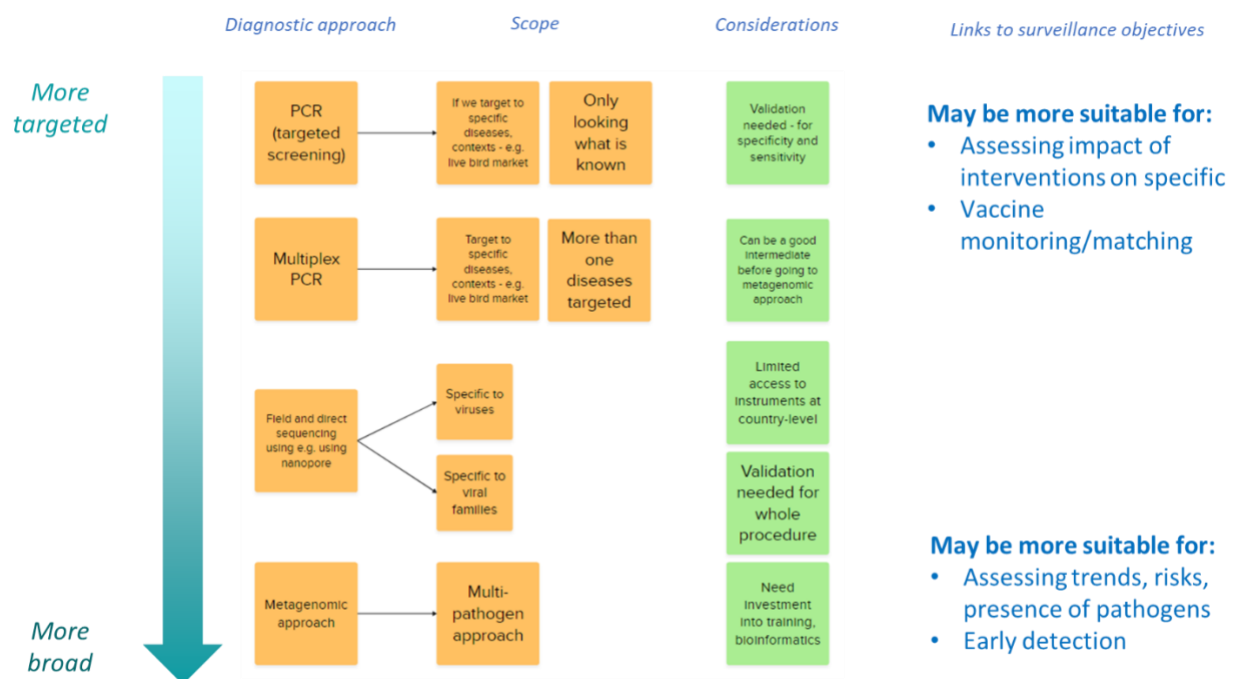 Diagnostic approach
Scope
Considerations
Links to surveillance objectives
More
targeted
PCR
(targeted
screening)
If we target to
specific
diseases,
contexts - e.g.
live bird market
Only
looking
what is
known
Validation
needed - for
specificity and
sensitivity
May be more suitable for:
• Assessing impact of
interventions on specific
• Vaccine
monitoring/matching
Multiplex
PCR
Target to
specific
diseases,
contexts - e.g.
live bird market
More than
one
diseases
targeted
Can be a good
intermediate
before going to
metagenomic
approach
Field and direct
sequencing
using e.g. using
nanopore
Specific to
viruses
Specific to
viral
families
Limited
access to
instruments at
country-level
Validation
needed for
whole
procedure
Metagenomic
approach
Multi-
pathogen
approach
Need
investment
into training,
bioinformatics
May be more suitable for:
• Assessing trends, risks,
presence of pathogens
• Early detection
More
broad